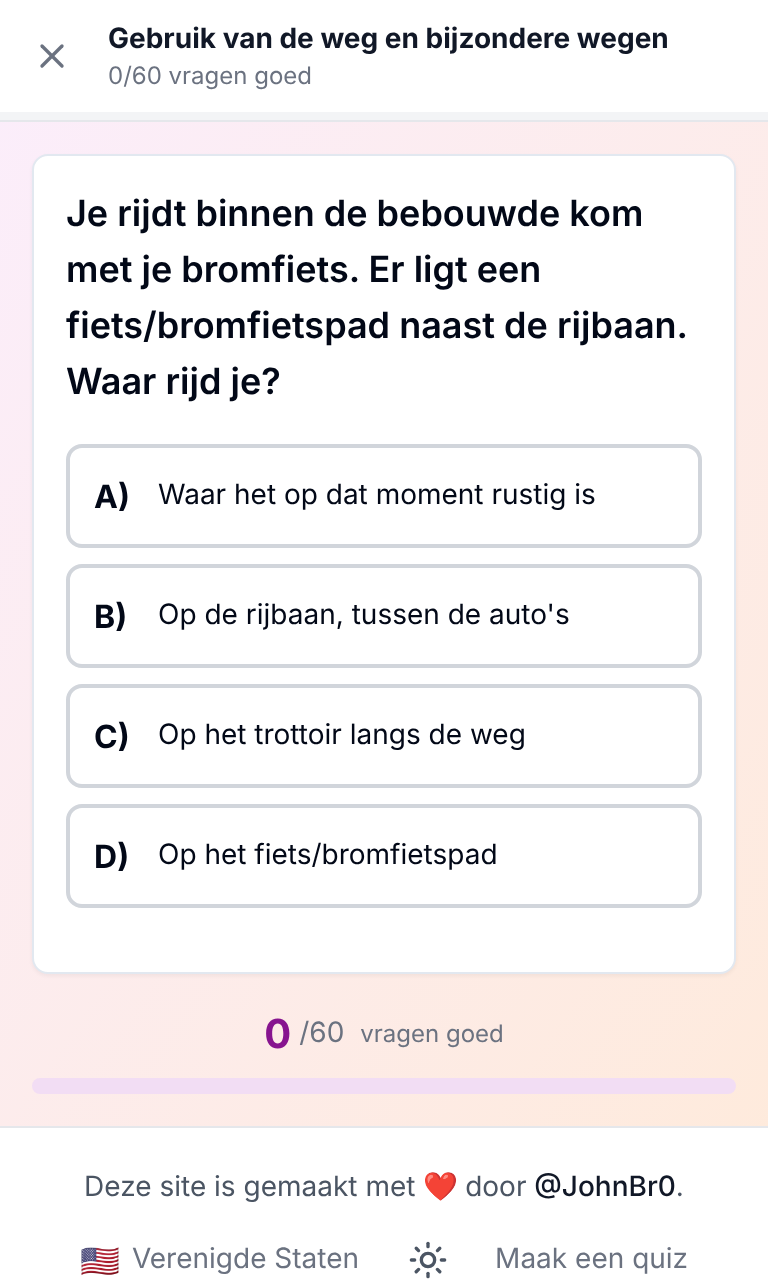 Gebruik van de weg en bijzondere wegen
0/60 vragen goed
Je rijdt binnen de bebouwde kom
met je bromfiets. Er ligt een
fiets/bromfietspad naast de rijbaan.
Waar rijd je?
A) Waar het op dat moment rustig is
B) Op de rijbaan, tussen de auto's
C) Op het trottoir langs de weg
D) Op het fiets/bromfietspad
0 /60 vragen goed
Deze site is gemaakt met ❤️ door @JohnBr0.
🇺🇸 Verenigde Staten Maak een quiz